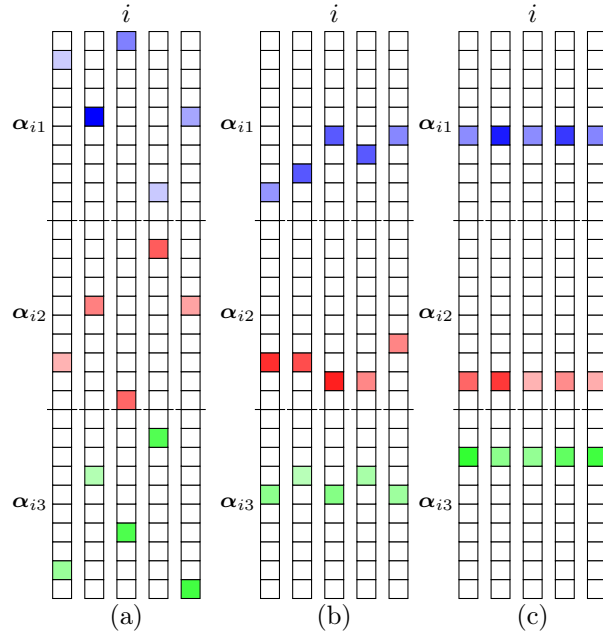 i i i
α_{i1} α_{i1} α_{i1}
α_{i2} α_{i2} α_{i2}
α_{i3} α_{i3} α_{i3}
(a) (b) (c)